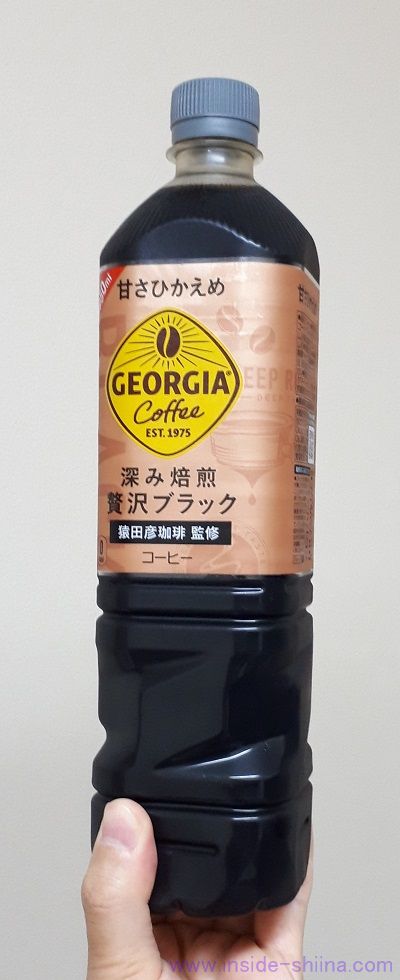 甘さひかえめ
GEORGIA®
Coffee
EST. 1975
深み焙煎
贅沢ブラック
猿田彦珈琲 監修
コーヒー
www.inside-shiina.com